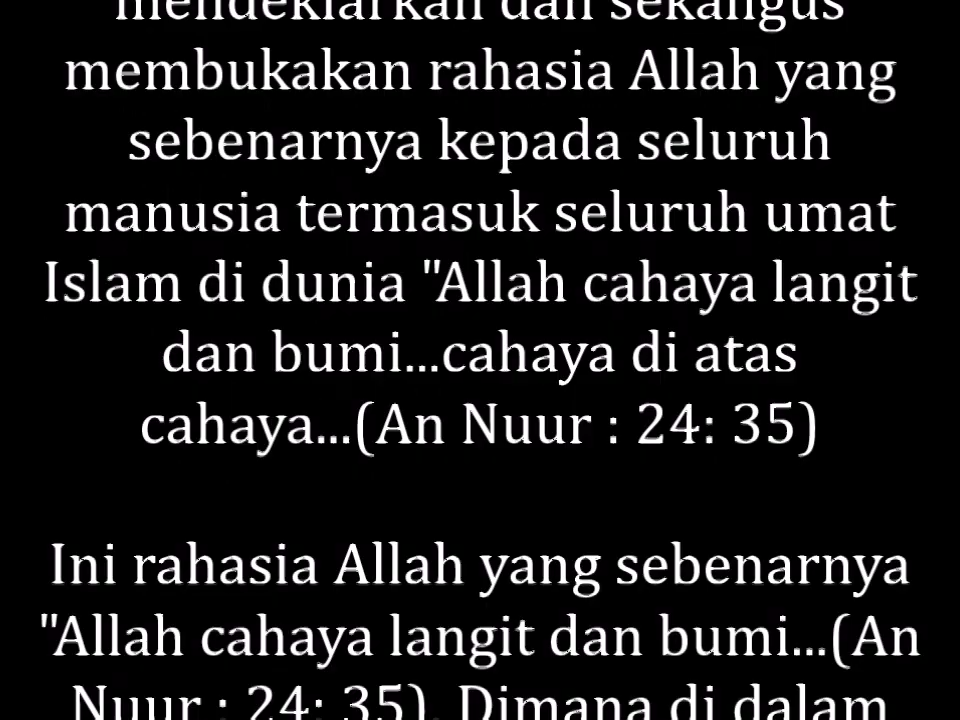 mendeklarkan dan sekangus
membukakan rahasia Allah yang
sebenarnya kepada seluruh
manusia termasuk seluruh umat
Islam di dunia "Allah cahaya langit
dan bumi...cahaya di atas
cahaya...(An Nuur : 24: 35)
Ini rahasia Allah yang sebenarnya
"Allah cahaya langit dan bumi...(An
Nuur : 24: 35). Dimana di dalam